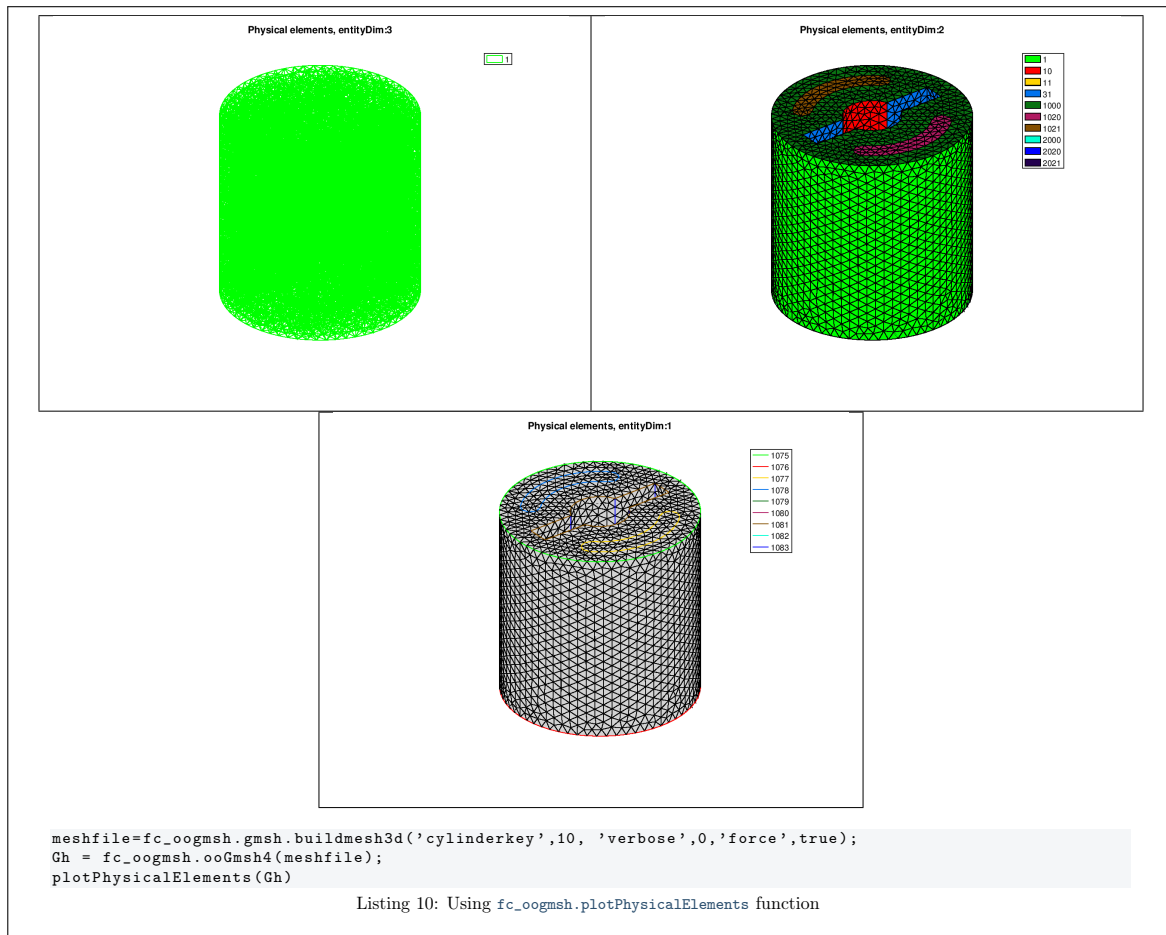 Physical elements, entityDim:3
1
Physical elements, entityDim:2
1
10
11
31
1000
1020
1021
2000
2020
2021
Physical elements, entityDim:1
1075
1076
1077
1078
1079
1080
1081
1082
1083
meshfile=fc_oogmsh.gmsh.buildmesh3d('cylinderkey',10, 'verbose',0,'force',true);
Gh = fc_oogmsh.ooGmsh4(meshfile);
plotPhysicalElements(Gh)
Listing 10: Using fc_oogmsh.plotPhysicalElements function